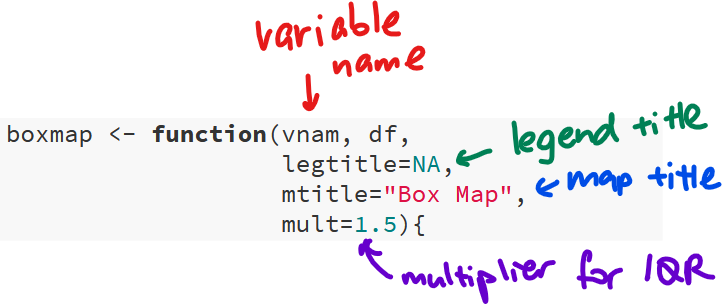 variable
name
boxmap <- function(vnam, df,
legtitle=NA, legend title
mtitle="Box Map", map title
mult=1.5){
multiplier for IQR